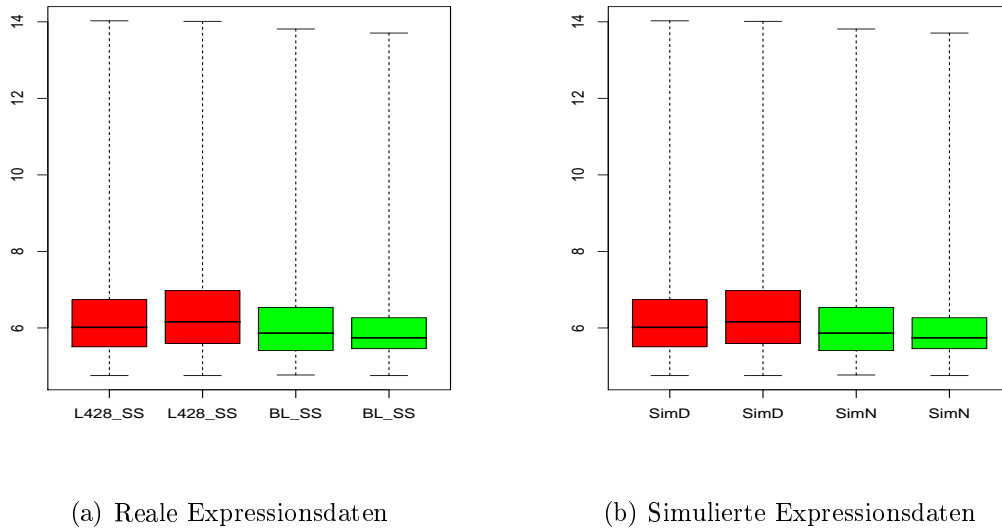 14
12
10
8
6
L428_SS L428_SS BL_SS BL_SS
(a) Reale Expressionsdaten
14
12
10
8
6
SimD SimD SimN SimN
(b) Simulierte Expressionsdaten